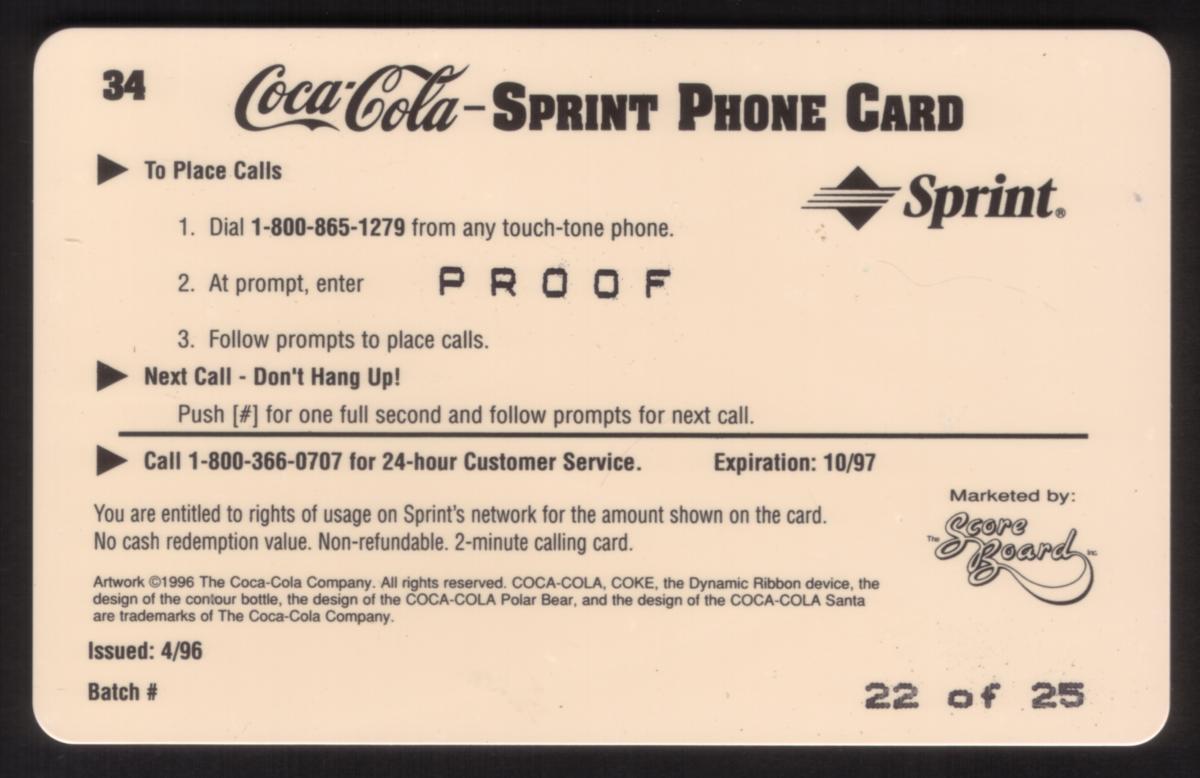 34
Coca-Cola – SPRINT PHONE CARD
To Place Calls
Sprint®
1. Dial 1-800-865-1279 from any touch-tone phone.
2. At prompt, enter PROOF
3. Follow prompts to place calls.
Next Call - Don't Hang Up!
Push [#] for one full second and follow prompts for next call.
Call 1-800-366-0707 for 24-hour Customer Service. Expiration: 10/97
Marketed by:
The Score Board Inc.
You are entitled to rights of usage on Sprint's network for the amount shown on the card.
No cash redemption value. Non-refundable. 2-minute calling card.
Artwork ©1996 The Coca-Cola Company. All rights reserved. COCA-COLA, COKE, the Dynamic Ribbon device, the
design of the contour bottle, the design of the COCA-COLA Polar Bear, and the design of the COCA-COLA Santa
are trademarks of The Coca-Cola Company.
Issued: 4/96
Batch #
22 of 25